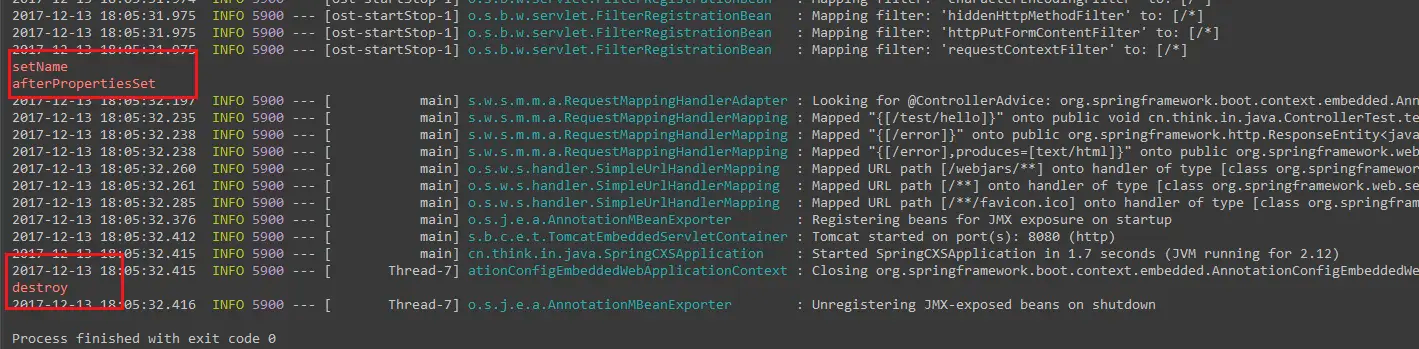 2017-12-13 18:05:31.974  INFO 5900 --- [ost-startStop-1] o.s.b.w.servlet.FilterRegistrationBean : Mapping filter: 'characterEncodingFilter' to: [/*]
2017-12-13 18:05:31.975  INFO 5900 --- [ost-startStop-1] o.s.b.w.servlet.FilterRegistrationBean : Mapping filter: 'hiddenHttpMethodFilter' to: [/*]
2017-12-13 18:05:31.975  INFO 5900 --- [ost-startStop-1] o.s.b.w.servlet.FilterRegistrationBean : Mapping filter: 'httpPutFormContentFilter' to: [/*]
2017-12-13 18:05:31.975  INFO 5900 --- [ost-startStop-1] o.s.b.w.servlet.FilterRegistrationBean : Mapping filter: 'requestContextFilter' to: [/*]
setName
afterPropertiesSet
2017-12-13 18:05:32.197  INFO 5900 --- [ main] s.w.s.m.m.a.RequestMappingHandlerAdapter : Looking for @ControllerAdvice: org.springframework.boot.context.embedded.Ann
2017-12-13 18:05:32.235  INFO 5900 --- [ main] s.w.s.m.m.a.RequestMappingHandlerMapping : Mapped "{[/test/hello]}" onto public void cn.think.in.java.ControllerTest.te
2017-12-13 18:05:32.238  INFO 5900 --- [ main] s.w.s.m.m.a.RequestMappingHandlerMapping : Mapped "{[/error]}" onto public org.springframework.http.ResponseEntity<java
2017-12-13 18:05:32.238  INFO 5900 --- [ main] s.w.s.m.m.a.RequestMappingHandlerMapping : Mapped "{[/error],produces=[text/html]}" onto public org.springframework.web
2017-12-13 18:05:32.260  INFO 5900 --- [ main] o.s.w.s.handler.SimpleUrlHandlerMapping : Mapped URL path [/webjars/**] onto handler of type [class org.springframework
2017-12-13 18:05:32.261  INFO 5900 --- [ main] o.s.w.s.handler.SimpleUrlHandlerMapping : Mapped URL path [/**] onto handler of type [class org.springframework.web.se
2017-12-13 18:05:32.285  INFO 5900 --- [ main] o.s.w.s.handler.SimpleUrlHandlerMapping : Mapped URL path [/**/favicon.ico] onto handler of type [class org.springfram
2017-12-13 18:05:32.376  INFO 5900 --- [ main] o.s.j.e.a.AnnotationMBeanExporter : Registering beans for JMX exposure on startup
2017-12-13 18:05:32.412  INFO 5900 --- [ main] s.b.c.e.t.TomcatEmbeddedServletContainer : Tomcat started on port(s): 8080 (http)
2017-12-13 18:05:32.415  INFO 5900 --- [ main] cn.think.in.java.SpringCXSApplication : Started SpringCXSApplication in 1.7 seconds (JVM running for 2.12)
2017-12-13 18:05:32.415  INFO 5900 --- [ Thread-7] ationConfigEmbeddedWebApplicationContext : Closing org.springframework.boot.context.embedded.AnnotationConfigEmbeddedWe
destroy
2017-12-13 18:05:32.416  INFO 5900 --- [ Thread-7] o.s.j.e.a.AnnotationMBeanExporter : Unregistering JMX-exposed beans on shutdown
Process finished with exit code 0